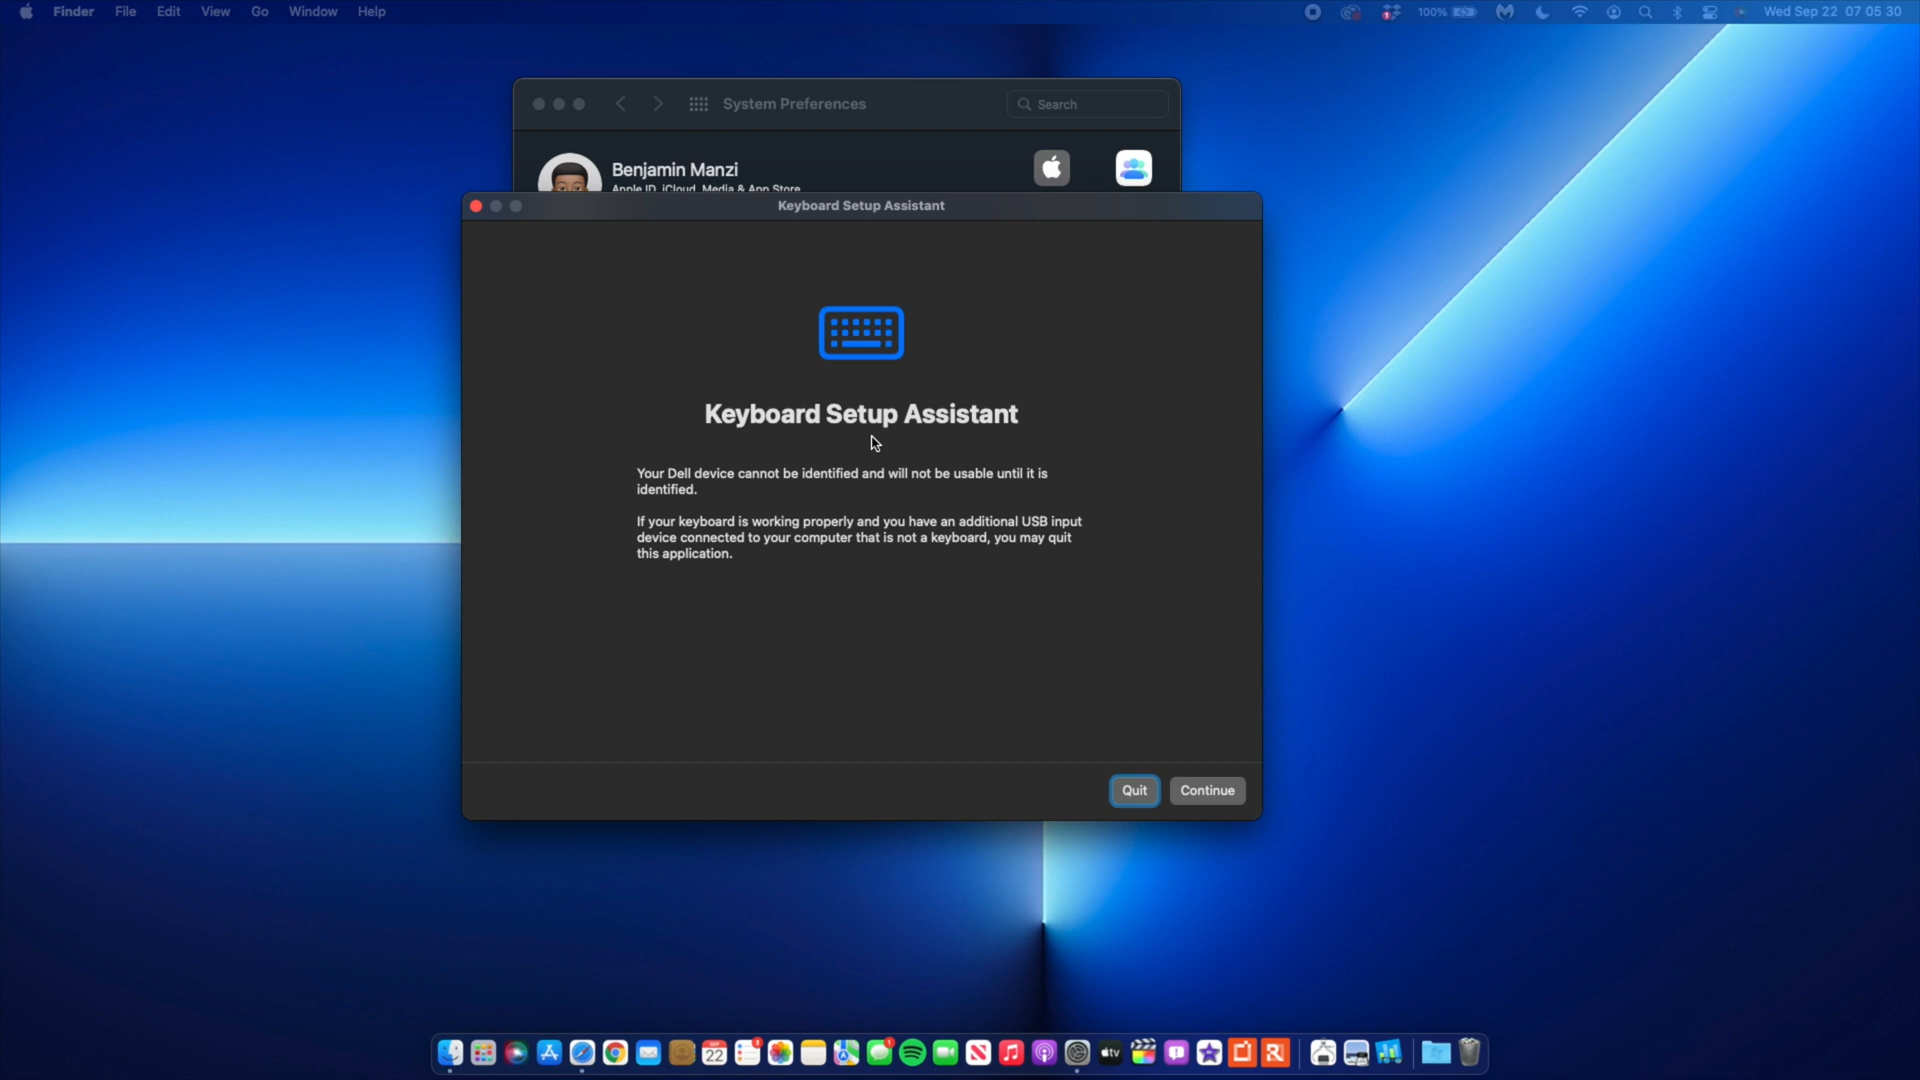 Finder File Edit View Go Window Help
100%
Wed Sep 22 07 05 30
System Preferences
Search
Benjamin Manzi
Apple ID, iCloud, Media & App Store
Keyboard Setup Assistant
Keyboard Setup Assistant
Your Dell device cannot be identified and will not be usable until it is
identified.
If your keyboard is working properly and you have an additional USB input
device connected to your computer that is not a keyboard, you may quit
this application.
Quit
Continue
22
3
1
tv